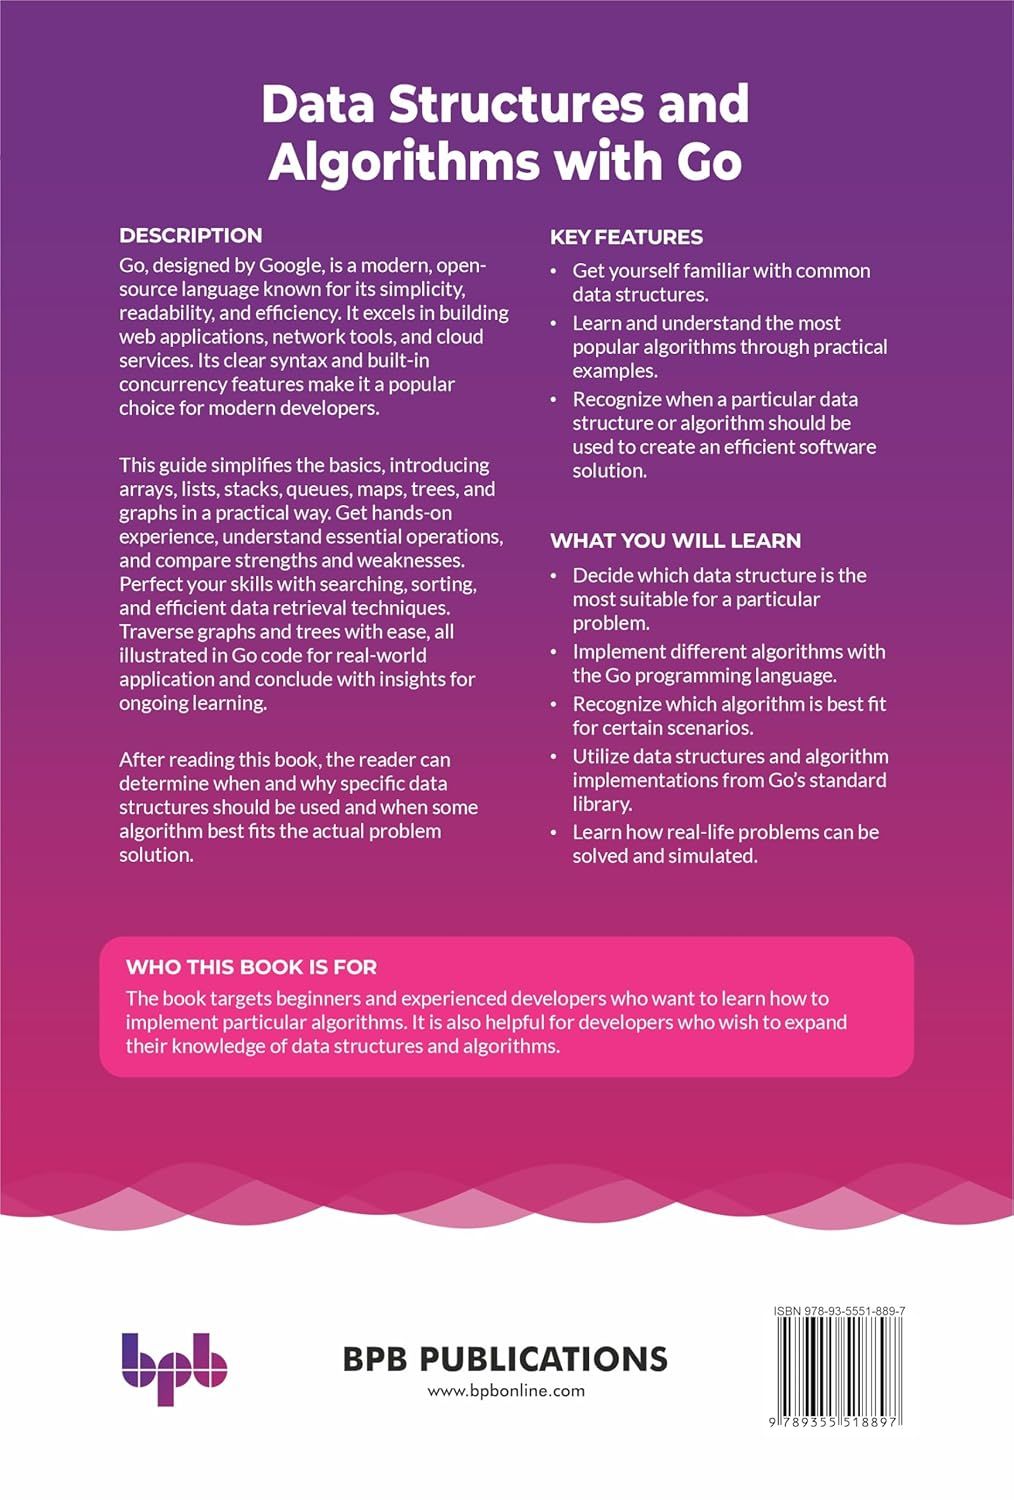 Data Structures and
Algorithms with Go
DESCRIPTION
Go, designed by Google, is a modern, open-
source language known for its simplicity,
readability, and efficiency. It excels in building
web applications, network tools, and cloud
services. Its clear syntax and built-in
concurrency features make it a popular
choice for modern developers.
This guide simplifies the basics, introducing
arrays, lists, stacks, queues, maps, trees, and
graphs in a practical way. Get hands-on
experience, understand essential operations,
and compare strengths and weaknesses.
Perfect your skills with searching, sorting,
and efficient data retrieval techniques.
Traverse graphs and trees with ease, all
illustrated in Go code for real-world
application and conclude with insights for
ongoing learning.
After reading this book, the reader can
determine when and why specific data
structures should be used and when some
algorithm best fits the actual problem
solution.
KEY FEATURES
• Get yourself familiar with common
data structures.
• Learn and understand the most
popular algorithms through practical
examples.
• Recognize when a particular data
structure or algorithm should be
used to create an efficient software
solution.
WHAT YOU WILL LEARN
• Decide which data structure is the
most suitable for a particular
problem.
• Implement different algorithms with
the Go programming language.
• Recognize which algorithm is best fit
for certain scenarios.
• Utilize data structures and algorithm
implementations from Go's standard
library.
• Learn how real-life problems can be
solved and simulated.
WHO THIS BOOK IS FOR
The book targets beginners and experienced developers who want to learn how to
implement particular algorithms. It is also helpful for developers who wish to expand
their knowledge of data structures and algorithms.
bpb
BPB PUBLICATIONS
www.bpbonline.com
ISBN 978-93-5551-889-7
9 789355 518897